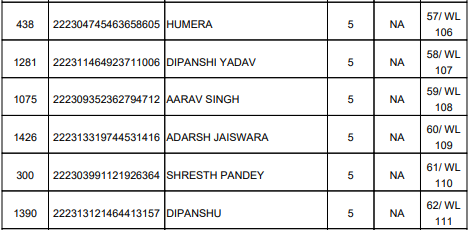 438 222304745463658605 HUMERA 5 NA 57/ WL 106
1281 222311464923711006 DIPANSHI YADAV 5 NA 58/ WL 107
1075 222309352362794712 AARAV SINGH 5 NA 59/ WL 108
1426 222313319744531416 ADARSH JAISWARA 5 NA 60/ WL 109
300 222303991121926364 SHRESTH PANDEY 5 NA 61/ WL 110
1390 222313121464413157 DIPANSHU 5 NA 62/ WL 111